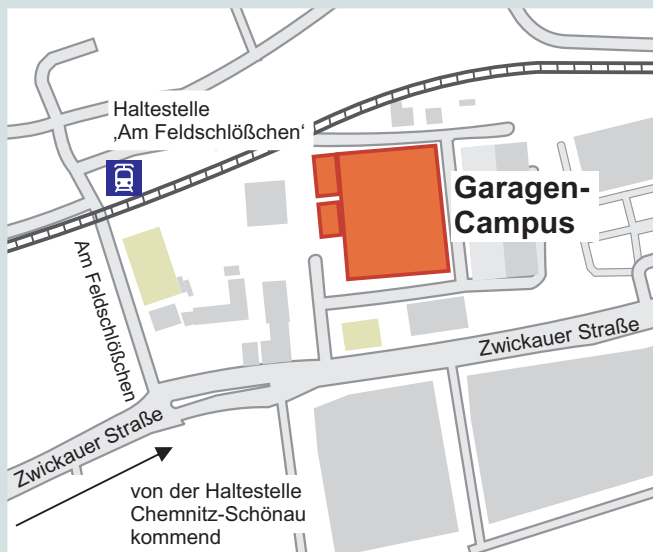 Haltestelle
‚Am Feldschlößchen‘
Garagen-
Campus
Am Feldschlößchen
Zwickauer Straße
Zwickauer Straße
von der Haltestelle
Chemnitz-Schönau
kommend